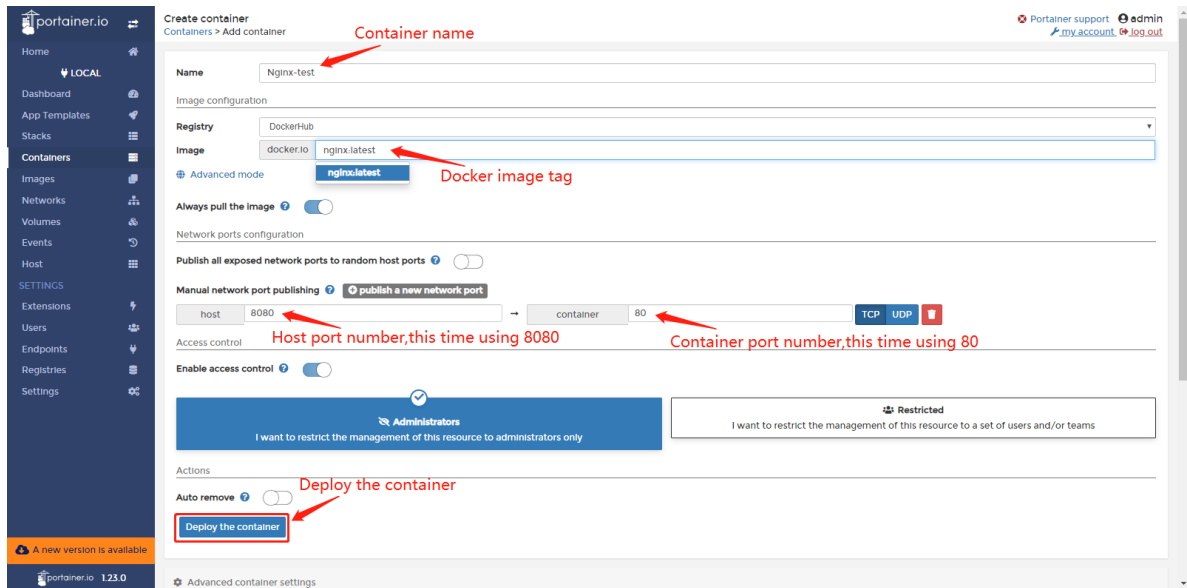 portainer.io
Home
LOCAL
Dashboard
App Templates
Stacks
Containers
Images
Networks
Volumes
Events
Host
SETTINGS
Extensions
Users
Endpoints
Registries
Settings
A new version is available
portainer.io 1.23.0
Create container
Containers > Add container
Portainer support admin
my account log out
Container name
Name Nginx-test
Image configuration
Registry DockerHub
Image docker.io nginx:latest
nginx:latest
Docker image tag
Advanced mode
Always pull the image
Network ports configuration
Publish all exposed network ports to random host ports
Manual network port publishing publish a new network port
host 8080 → container 80 TCP UDP
Host port number,this time using 8080
Container port number,this time using 80
Access control
Enable access control
Administrators
I want to restrict the management of this resource to administrators only
Restricted
I want to restrict the management of this resource to a set of users and/or teams
Actions
Deploy the container
Auto remove
Deploy the container
Advanced container settings